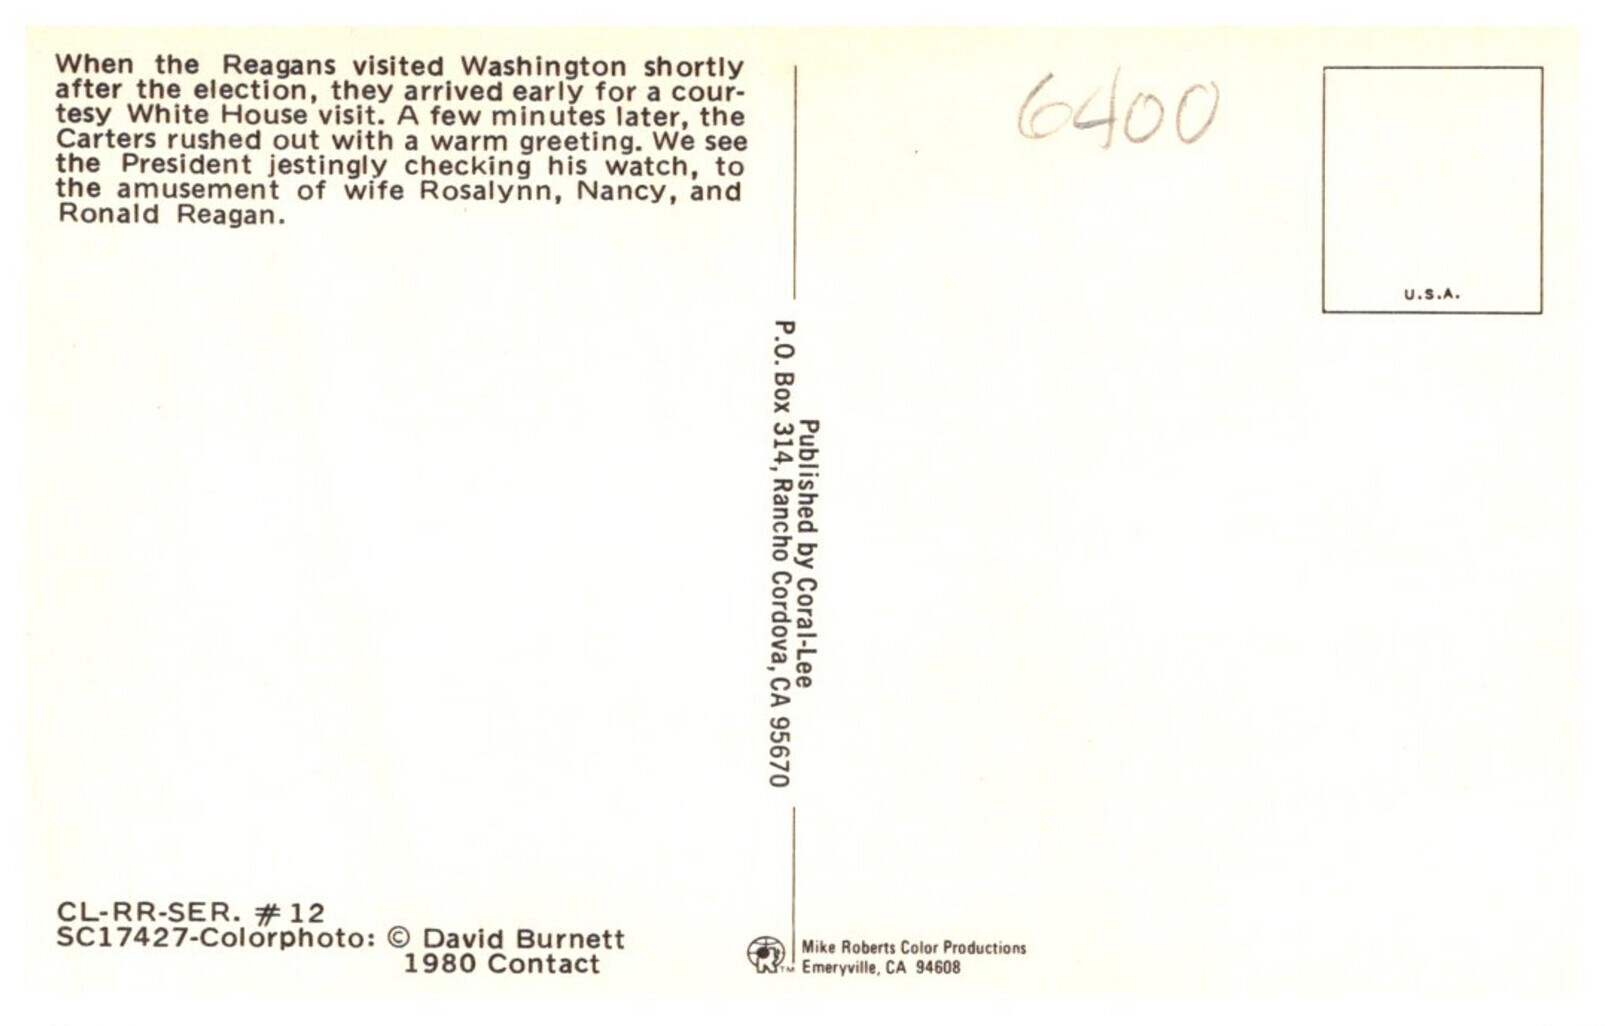 When the Reagans visited Washington shortly
after the election, they arrived early for a cour-
tesy White House visit. A few minutes later, the
Carters rushed out with a warm greeting. We see
the President jestingly checking his watch, to
the amusement of wife Rosalynn, Nancy, and
Ronald Reagan.
CL-RR-SER. # 12
SC17427-Colorphoto: © David Burnett
1980 Contact
Published by Coral-Lee
P.O. Box 314, Rancho Cordova, CA 95670
Mike Roberts Color Productions
TM Emeryville, CA 94608
6400
U.S.A.